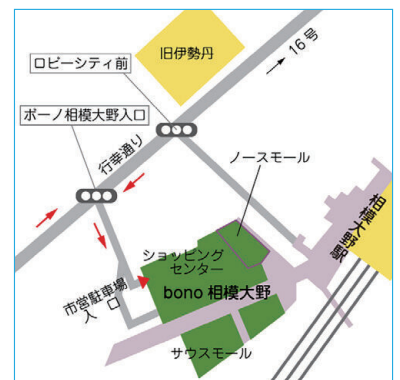 旧伊勢丹
16号
ロビーシティ前
ボーノ相模大野入口
行幸通り
ノースモール
相模大野駅
ショッピング
センター
bono 相模大野
市営駐車場
入口
サウスモール